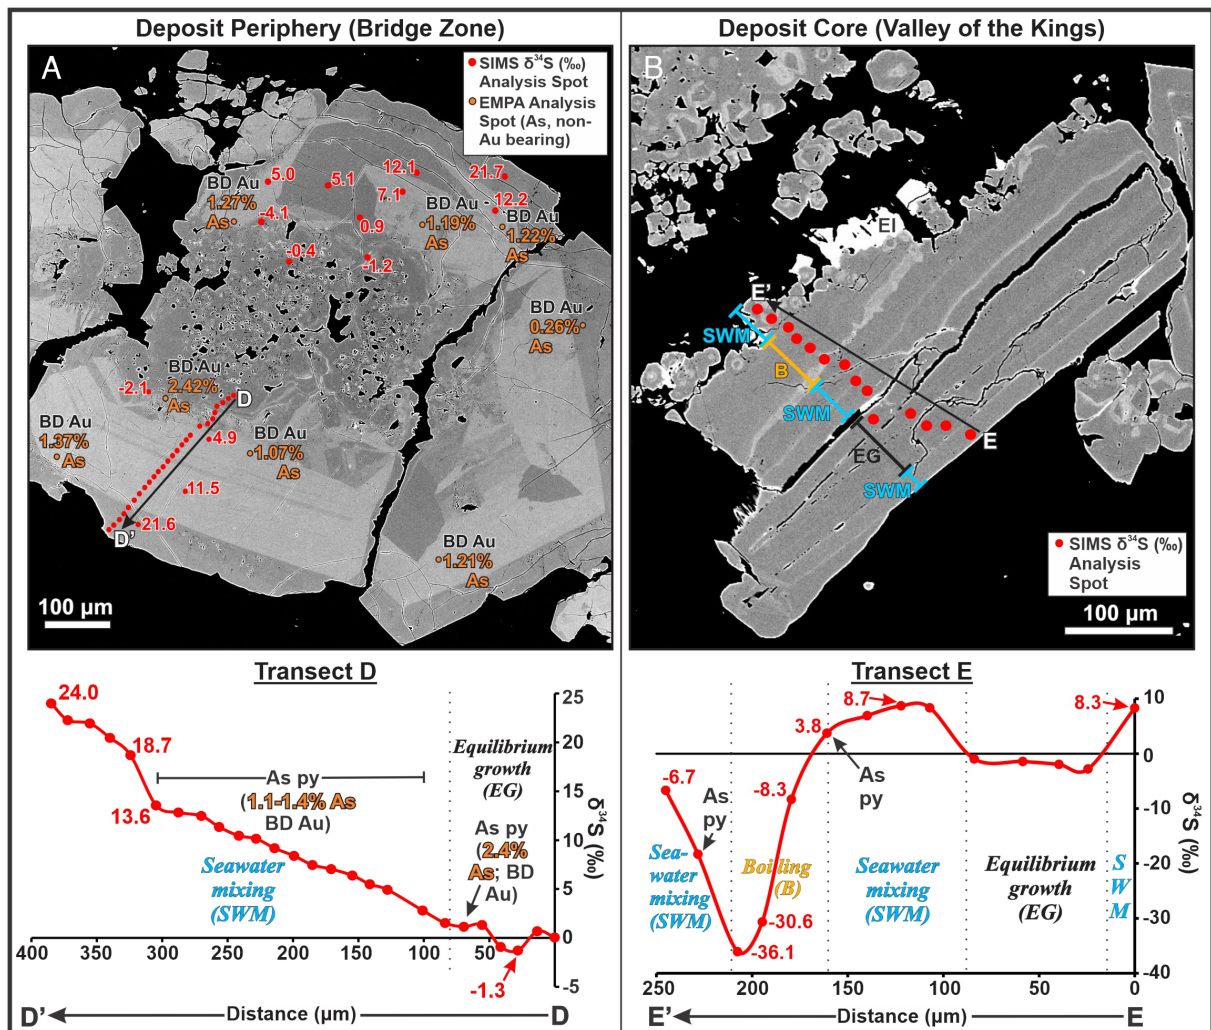 Deposit Periphery (Bridge Zone)
A
SIMS δ³⁴S (‰)
Analysis Spot
EMPA Analysis
Spot (As, non-
Au bearing)
BD Au
1.27%
As
5.0
5.1
12.1
21.7
7.1
BD Au
12.2
-4.1
0.9
1.19%
As
BD Au
1.22%
As
-0.4
-1.2
BD Au
0.26%
As
BD Au
2.42%
As
-2.1
D
BD Au
1.37%
As
4.9
BD Au
1.07%
As
11.5
21.6
D'
BD Au
1.21%
As
100 µm
Transect D
24.0
18.7
13.6
As py
(1.1-1.4% As
BD Au)
Equilibrium
growth
(EG)
As py
(2.4%
As; BD
Au)
Seawater
mixing
(SWM)
-1.3
25
20
15
10
5
0
-5
δ³⁴S (‰)
400 350 300 250 200 150 100 50
D' Distance (µm) D
Deposit Core (Valley of the Kings)
B
El
E'
SWM
B
SWM
E
EG
SWM
SIMS δ³⁴S (‰)
Analysis
Spot
100 µm
Transect E
-6.7
As
py
3.8
8.7
8.3
As
py
-8.3
-30.6
-36.1
Sea-
water
mixing
(SWM)
Boiling
(B)
Seawater
mixing
(SWM)
Equilibrium
growth
(EG)
S
W
M
10
0
-10
-20
-30
-40
δ³⁴S (‰)
250 200 150 100 50 0
E' Distance (µm) E